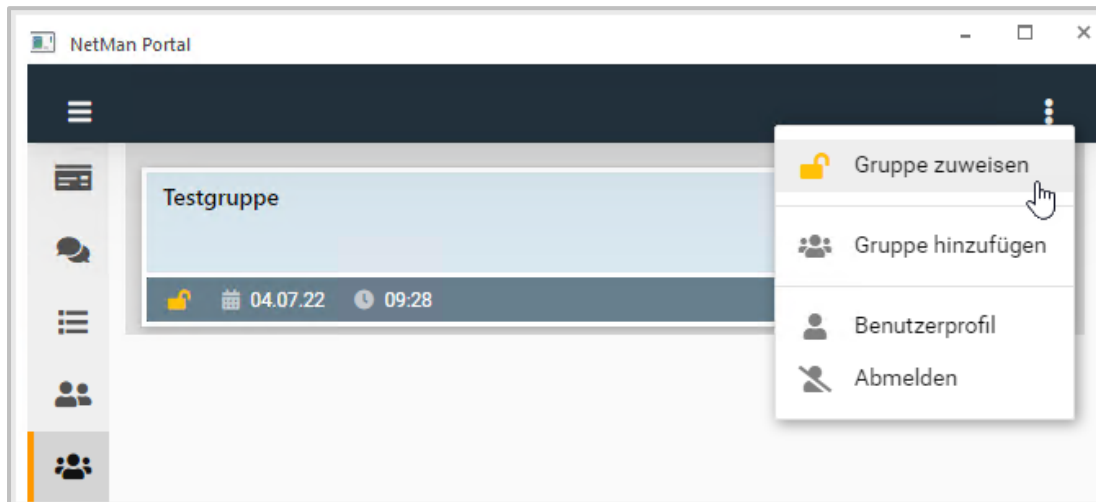 NetMan Portal
Gruppe zuweisen
Testgruppe
Gruppe hinzufügen
04.07.22 09:28
Benutzerprofil
Abmelden